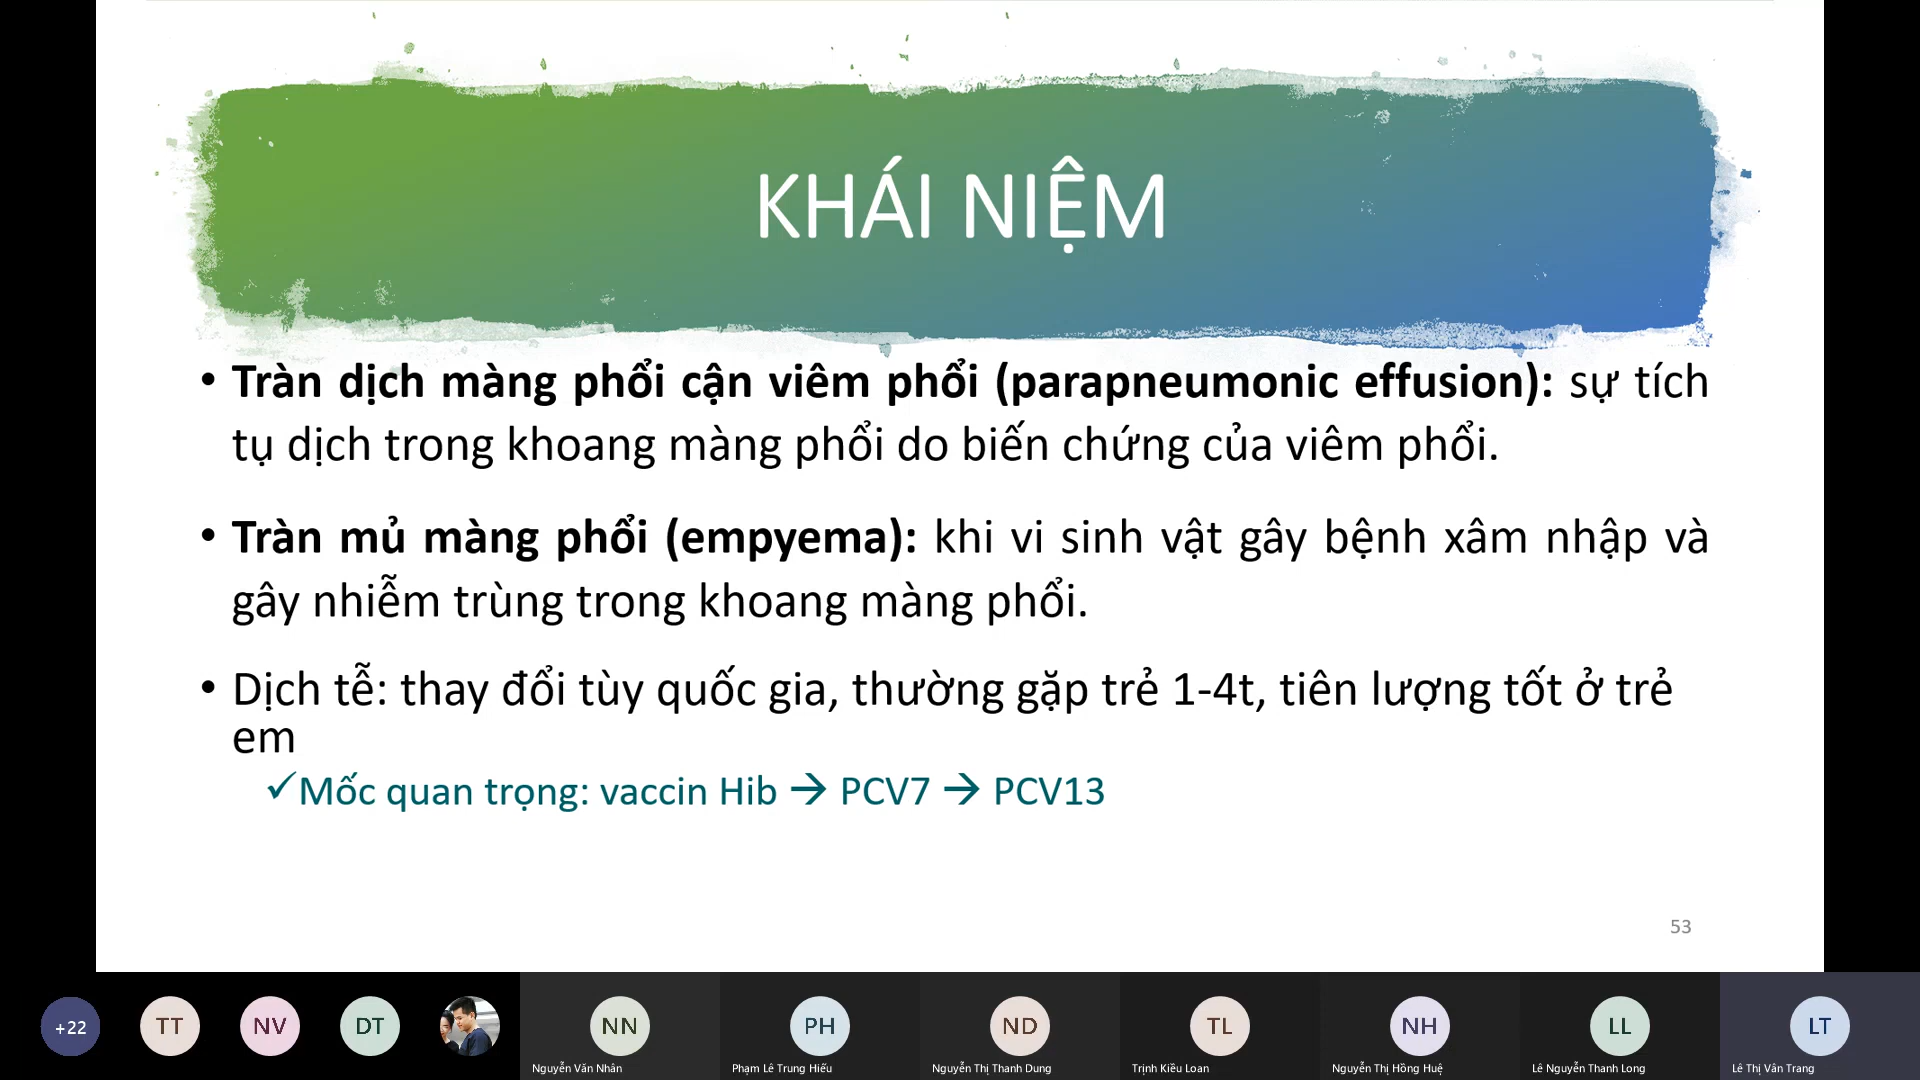 KHÁI NIỆM
• Tràn dịch màng phổi cận viêm phổi (parapneumonic effusion): sự tích
tụ dịch trong khoang màng phổi do biến chứng của viêm phổi.
• Tràn mủ màng phổi (empyema): khi vi sinh vật gây bệnh xâm nhập và
gây nhiễm trùng trong khoang màng phổi.
• Dịch tễ: thay đổi tùy quốc gia, thường gặp trẻ 1-4t, tiên lượng tốt ở trẻ
em
✓Mốc quan trọng: vaccin Hib → PCV7 → PCV13
53
+22 TT NV DT NN PH ND TL NH LL LT
Nguyễn Văn Nhân Phạm Lê Trung Hiếu Nguyễn Thị Thanh Dung Trịnh Kiều Loan Nguyễn Thị Hồng Huệ Lê Nguyễn Thanh Long Lê Thị Vân Trang